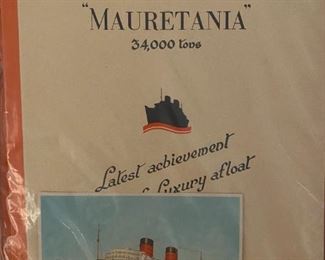 "MAURETANIA"
34,000 tons
Latest achievement
Luxury afloat